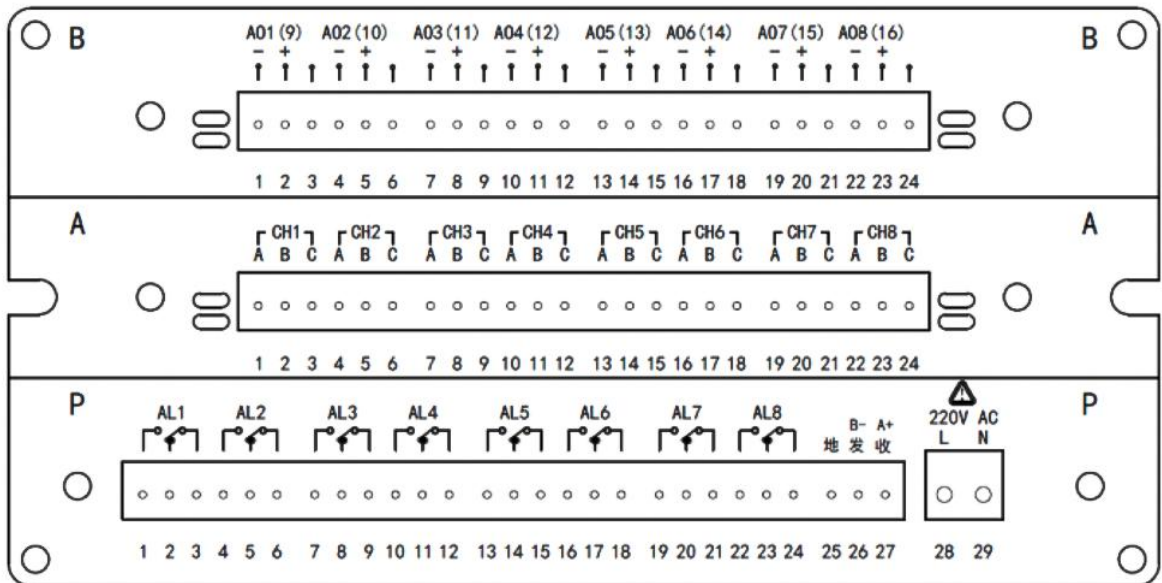 B A01(9) A02(10) A03(11) A04(12) A05(13) A06(14) A07(15) A08(16) B
- + - + - + - + - + - + - + - +
1 2 3 4 5 6 7 8 9 10 11 12 13 14 15 16 17 18 19 20 21 22 23 24
A CH1 CH2 CH3 CH4 CH5 CH6 CH7 CH8 A
A B C A B C A B C A B C A B C A B C A B C A B C
1 2 3 4 5 6 7 8 9 10 11 12 13 14 15 16 17 18 19 20 21 22 23 24
P AL1 AL2 AL3 AL4 AL5 AL6 AL7 AL8 220V AC P
B- A+ L N
地 发 收
1 2 3 4 5 6 7 8 9 10 11 12 13 14 15 16 17 18 19 20 21 22 23 24 25 26 27 28 29